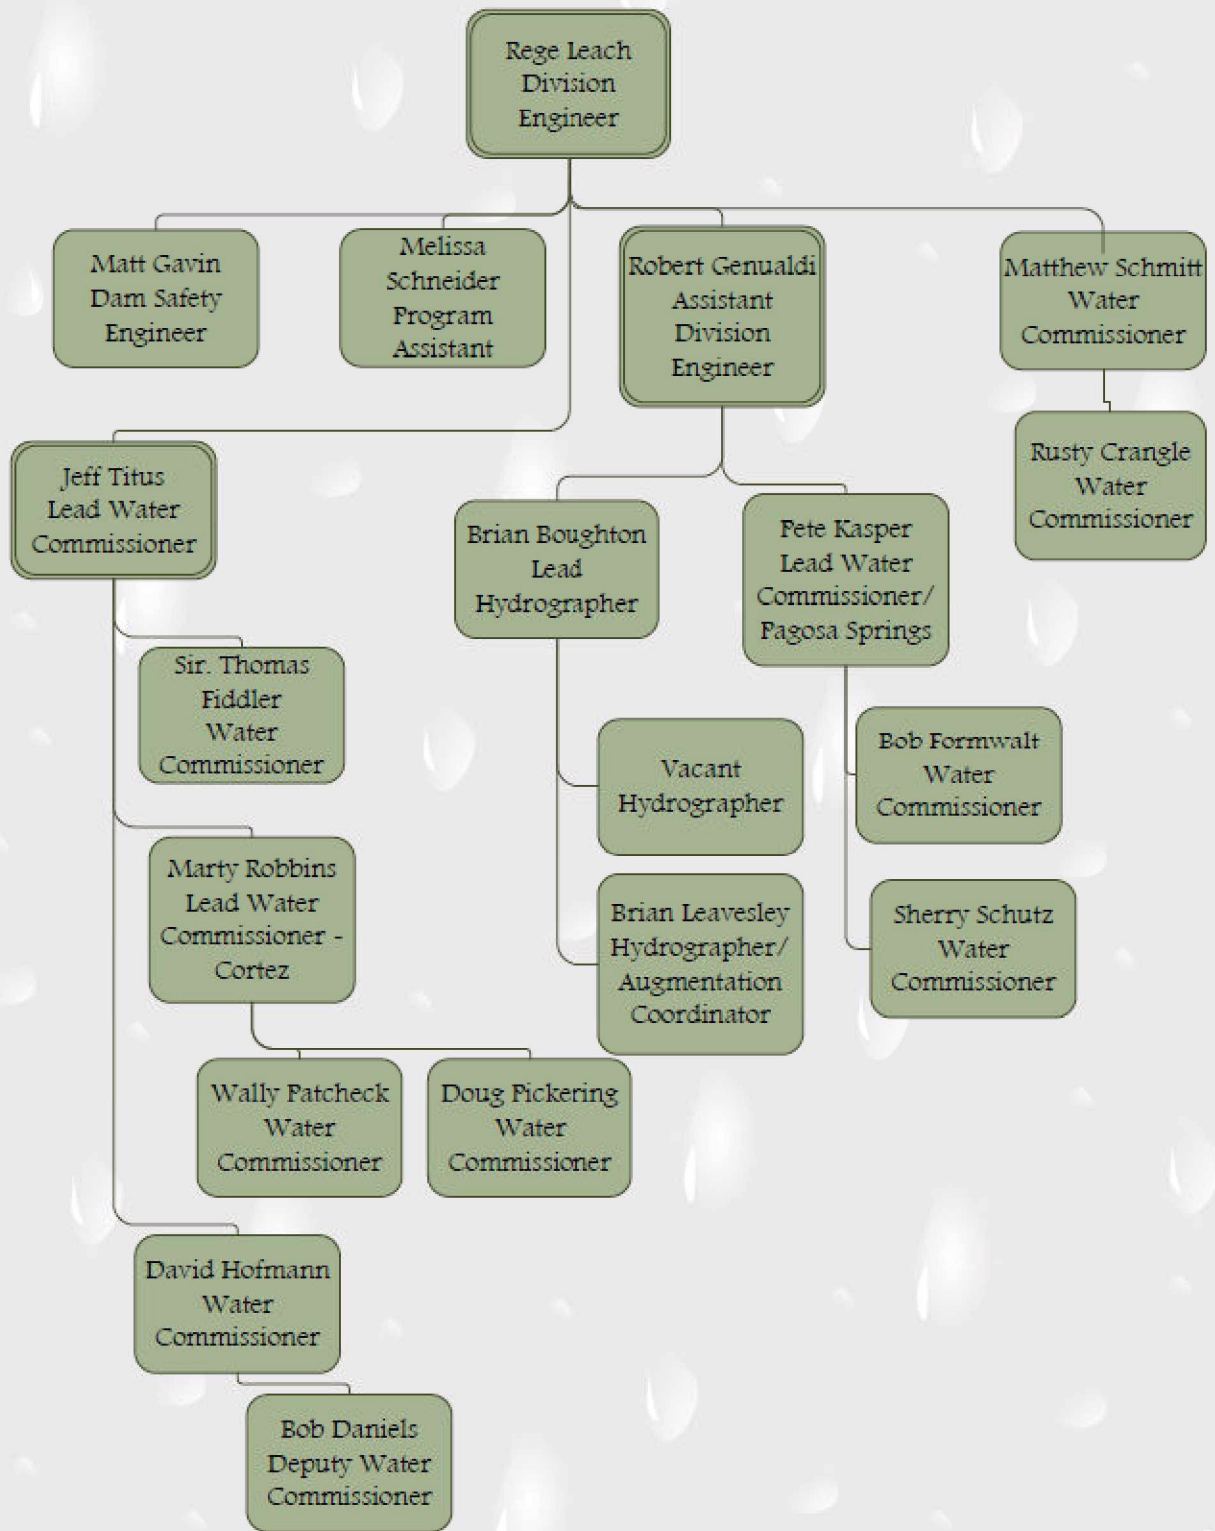 Rege Leach
Division
Engineer
Matt Gavin
Dam Safety
Engineer
Melissa
Schneider
Program
Assistant
Robert Genualdi
Assistant
Division
Engineer
Matthew Schmitt
Water
Commissioner
Rusty Crangle
Water
Commissioner
Jeff Titus
Lead Water
Commissioner
Brian Boughton
Lead
Hydrographer
Pete Kasper
Lead Water
Commissioner/
Pagosa Springs
Sir. Thomas
Fiddler
Water
Commissioner
Vacant
Hydrographer
Bob Formwalt
Water
Commissioner
Marty Robbins
Lead Water
Commissioner -
Cortez
Brian Leavesley
Hydrographer/
Augmentation
Coordinator
Sherry Schutz
Water
Commissioner
Wally Patcheck
Water
Commissioner
Doug Pickering
Water
Commissioner
David Hofmann
Water
Commissioner
Bob Daniels
Deputy Water
Commissioner